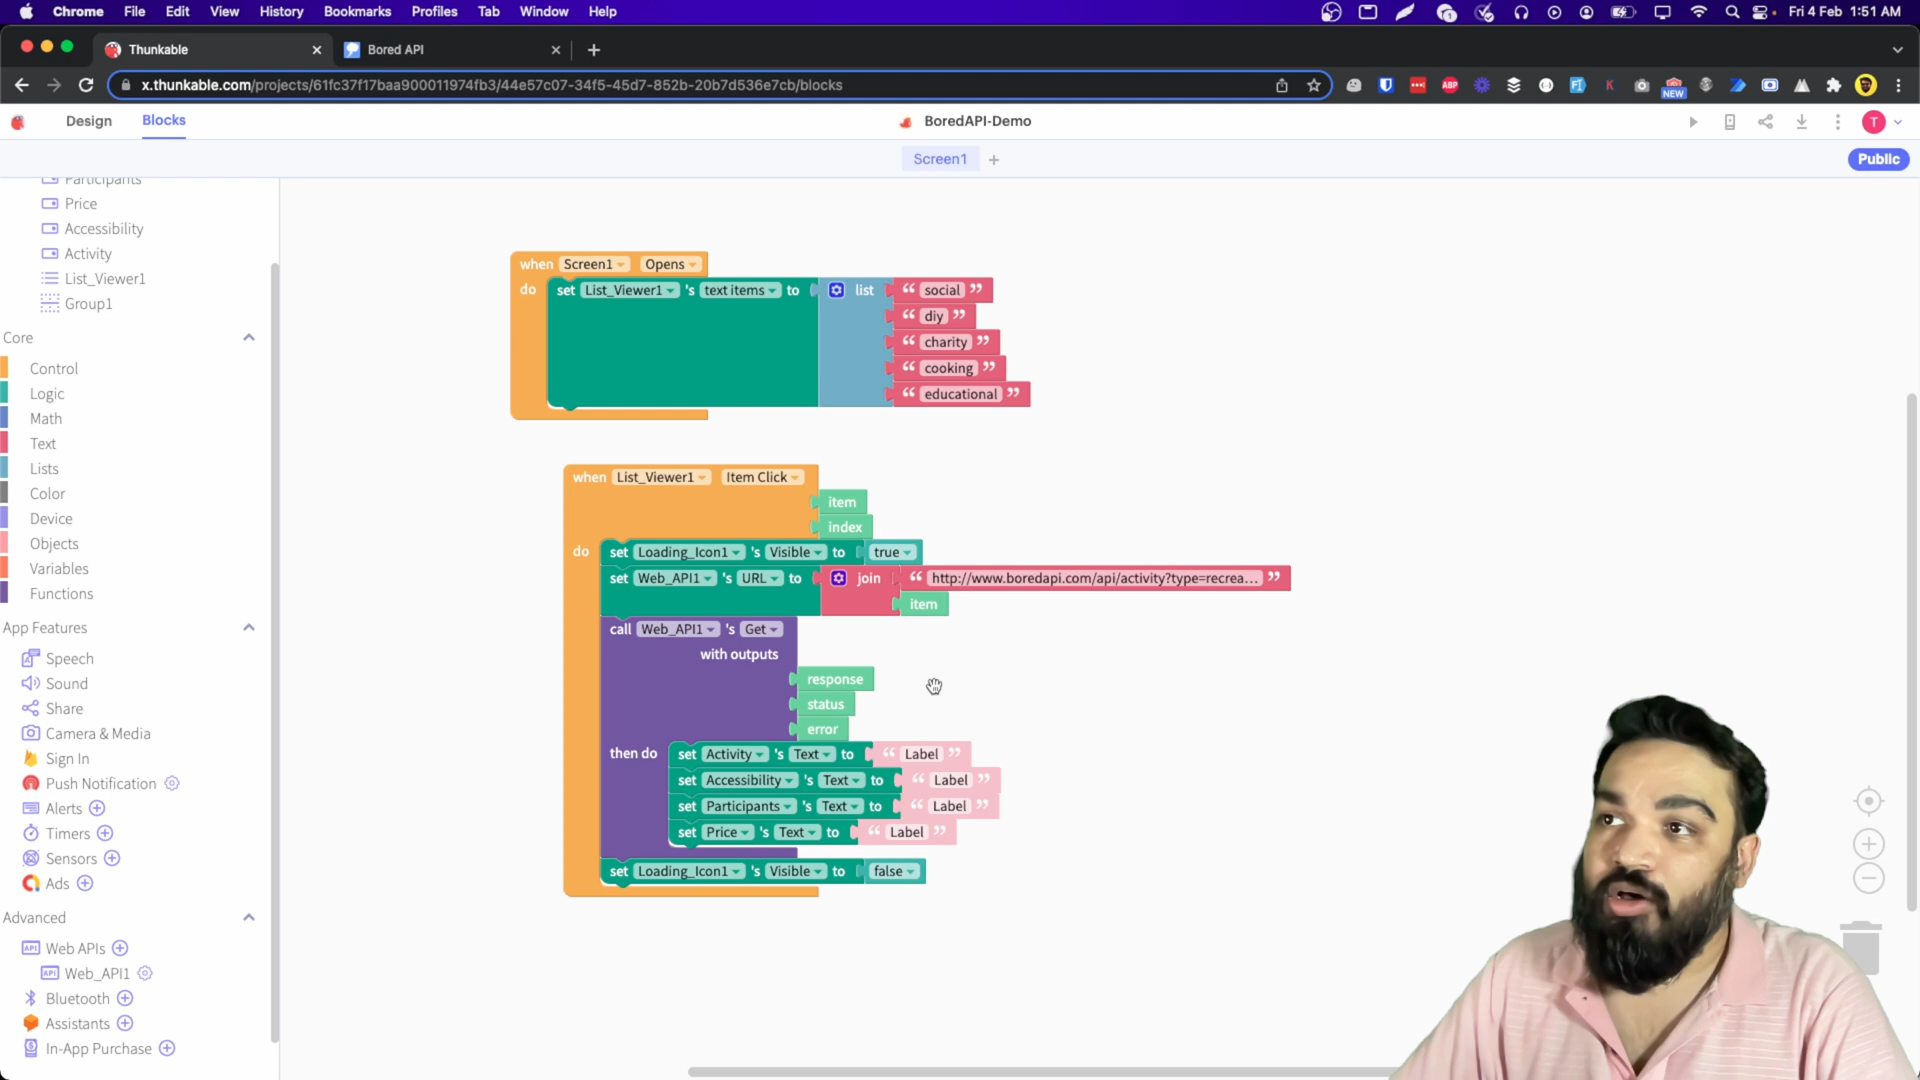 Chrome File Edit View History Bookmarks Profiles Tab Window Help Fri 4 Feb 1:51 AM
Thunkable Bored API
x.thunkable.com/projects/61fc37f17baa900011974fb3/44e57c07-34f5-45d7-852b-20b7d536e7cb/blocks ABP FI K NEW
Design Blocks BoredAPI-Demo T
Screen1 Public
Participants
Price
Accessibility
Activity
List_Viewer1
Group1
Core
Control
Logic
Math
Text
Lists
Color
Device
Objects
Variables
Functions
App Features
Speech
Sound
Share
Camera & Media
Sign In
Push Notification
Alerts
Timers
Sensors
Ads
Advanced
API Web APIs
API Web_API1
Bluetooth
Assistants
In-App Purchase
when Screen1 Opens
do set List_Viewer1 's text items to list “ social ”
“ diy ”
“ charity ”
“ cooking ”
“ educational ”
when List_Viewer1 Item Click
item
index
do set Loading_Icon1 's Visible to true
set Web_API1 's URL to join “ http://www.boredapi.com/api/activity?type=recrea... ”
item
call Web_API1 's Get
with outputs
response
status
error
then do set Activity 's Text to “ Label ”
set Accessibility 's Text to “ Label ”
set Participants 's Text to “ Label ”
set Price 's Text to “ Label ”
set Loading_Icon1 's Visible to false